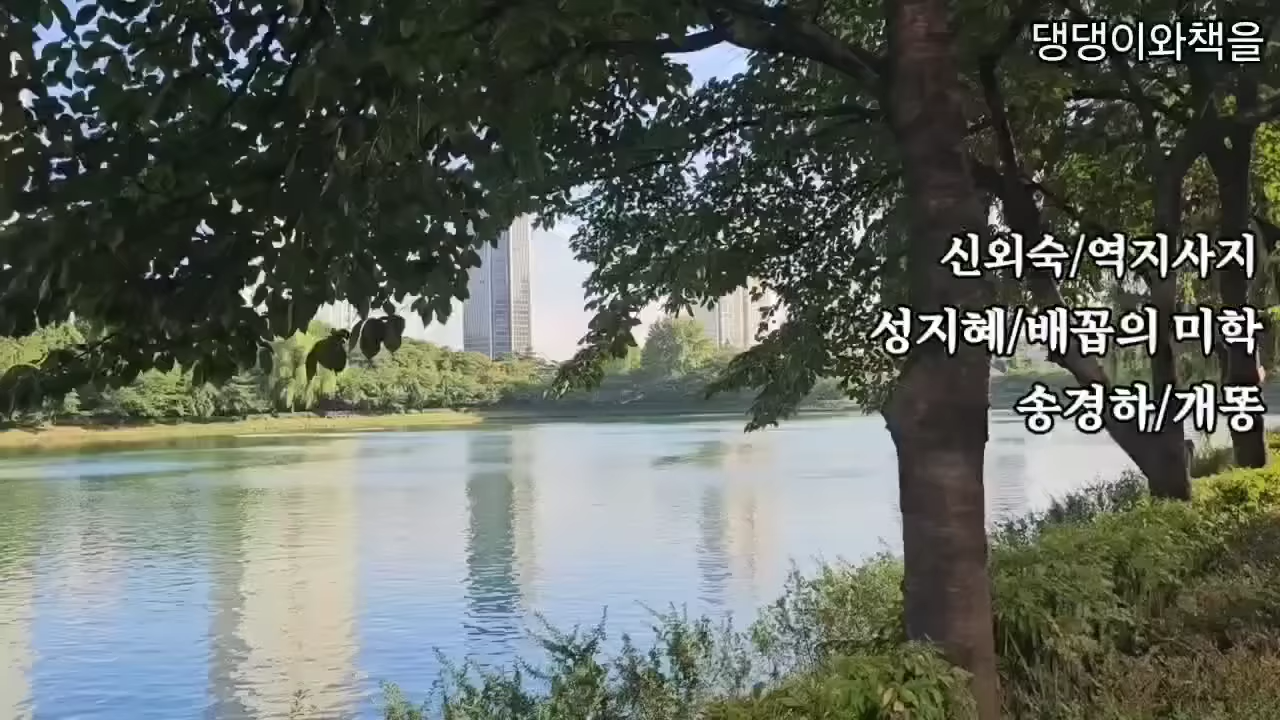 댕댕이와책을
신외숙/역지사지
성지혜/배꼽의 미학
송경하/개똥